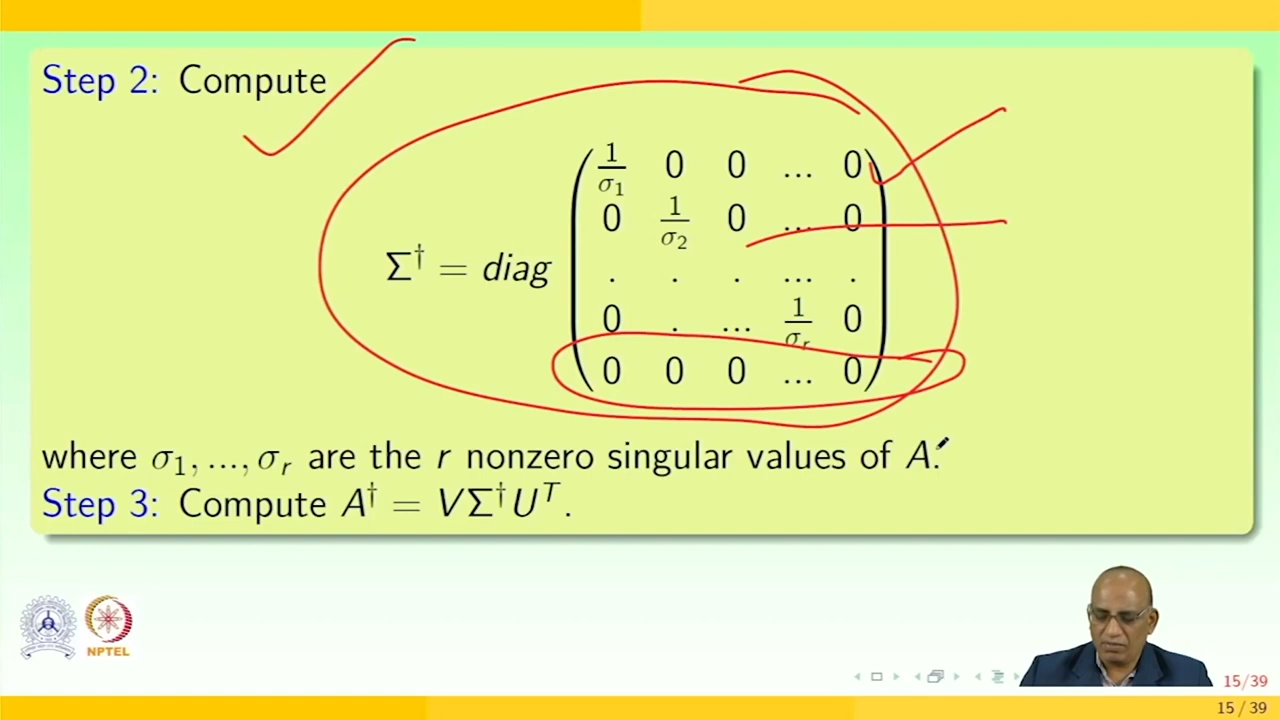 Step 2: Compute
Σ† = diag
1/σ₁ 0 0 ... 0
0 1/σ₂ 0 ... 0
. . . ... .
0 . ... 1/σᵣ 0
0 0 0 ... 0
where σ₁, ..., σᵣ are the r nonzero singular values of A.
Step 3: Compute A† = VΣ†Uᵀ.
NPTEL
15/39
15 / 39